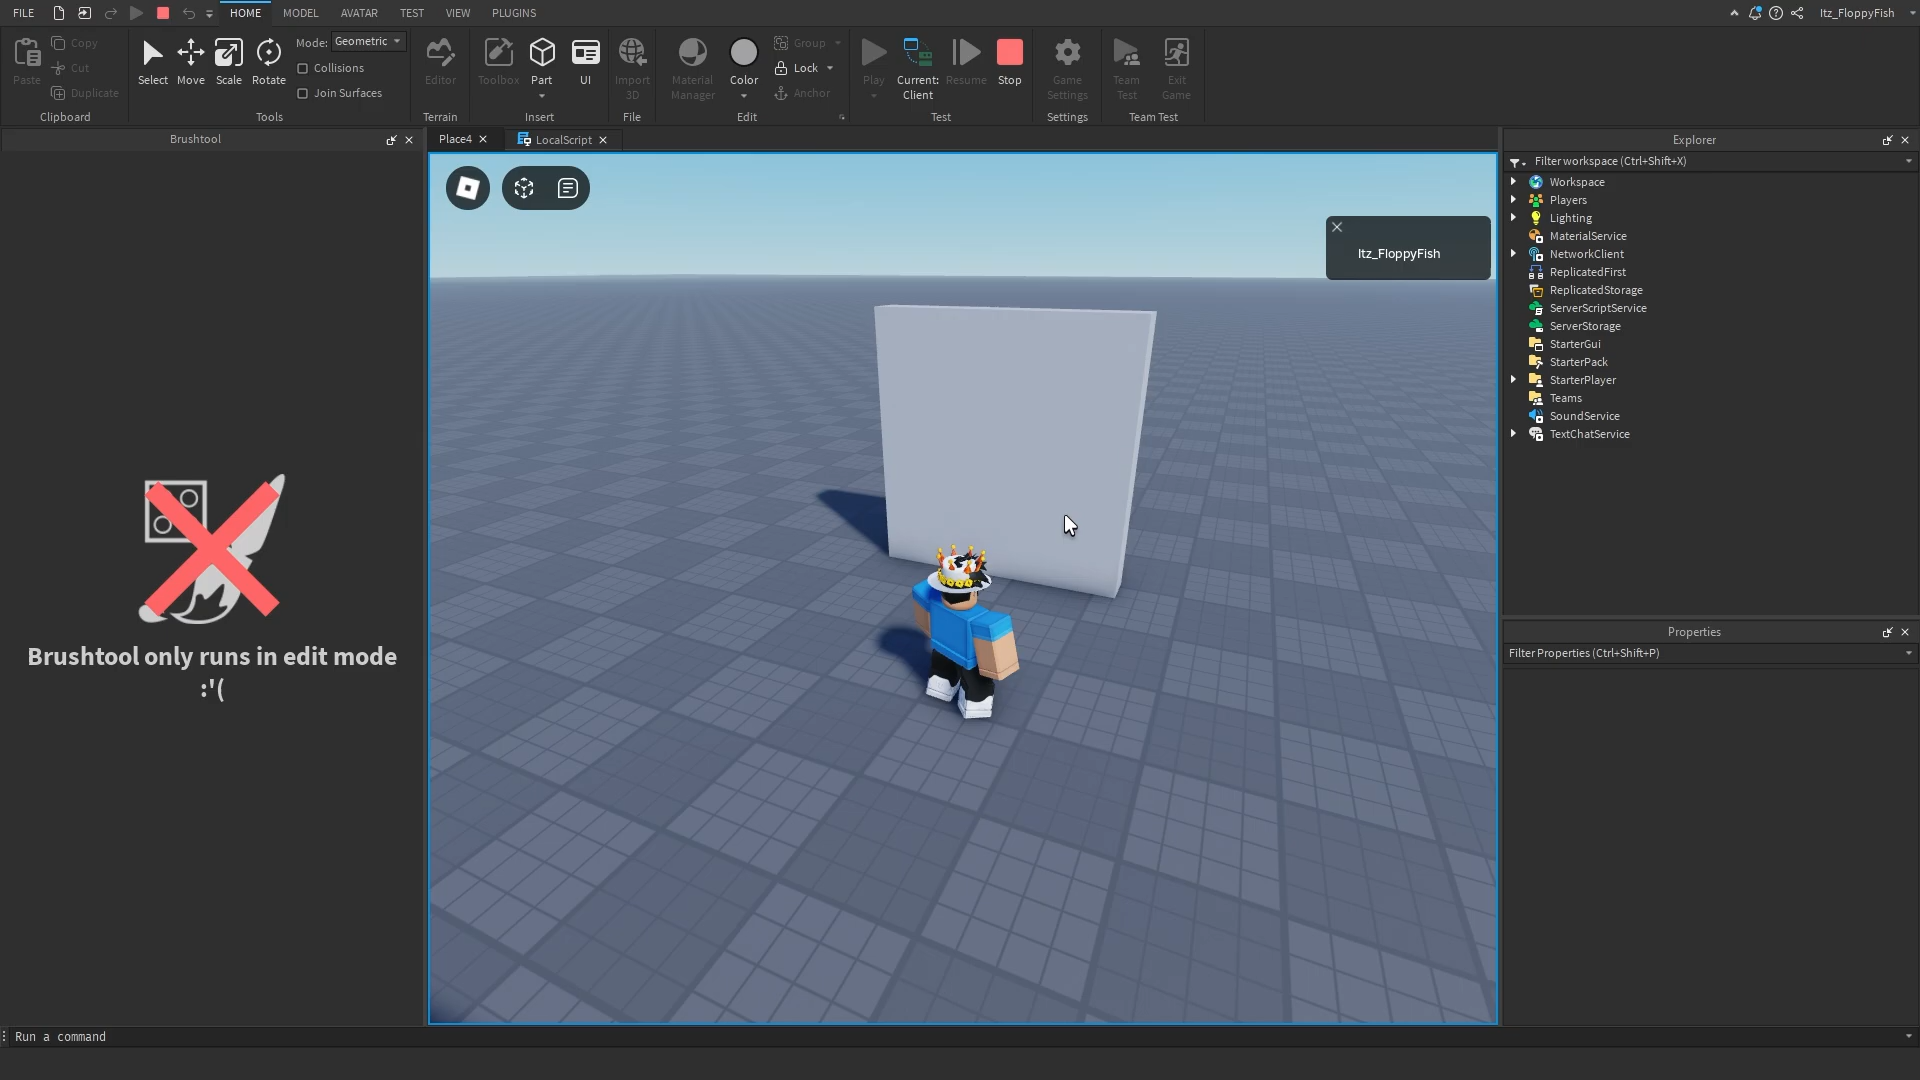 FILE HOME MODEL AVATAR TEST VIEW PLUGINS Itz_FloppyFish
Paste Copy Cut Duplicate
Clipboard
Select Move Scale Rotate
Mode: Geometric
Collisions
Join Surfaces
Tools
Editor
Terrain
Toolbox Part UI
Insert
Import 3D
File
Material Manager
Color
Group
Lock
Anchor
Edit
Play
Current: Client
Resume Stop
Test
Game Settings
Settings
Team Test
Exit Game
Team Test
Brushtool
Place4 LocalScript
Explorer
Filter workspace (Ctrl+Shift+X)
Workspace
Players
Lighting
MaterialService
NetworkClient
ReplicatedFirst
ReplicatedStorage
ServerScriptService
ServerStorage
StarterGui
StarterPack
StarterPlayer
Teams
SoundService
TextChatService
Itz_FloppyFish
Brushtool only runs in edit mode
:'(
Properties
Filter Properties (Ctrl+Shift+P)
Run a command